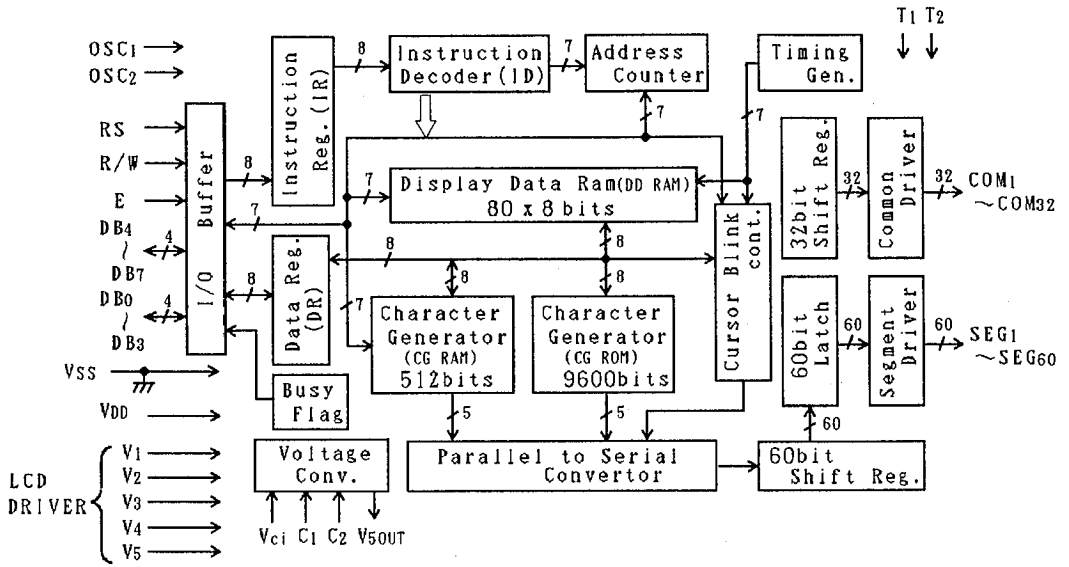 OSC1
OSC2
RS
R/W
E
DB4
~
DB7
DB0
~
DB3
VSS
VDD
LCD
DRIVER
V1
V2
V3
V4
V5
4
4
I/O Buffer
8
7
8
Instruction
Reg. (IR)
8
Instruction
Decoder (ID)
7
Address
Counter
7
Timing
Gen.
7
T1 T2
7
Display Data Ram(DD RAM)
80 x 8 bits
8
8
Data Reg.
(DR)
7
8
8
Character
Generator
(CG RAM)
512bits
Character
Generator
(CG ROM)
9600bits
Cursor Blink
cont.
5
5
Busy
Flag
Voltage
Conv.
Vci C1 C2 V5OUT
Parallel to Serial
Convertor
60bit
Shift Reg.
60
32bit
Shift Reg.
32
Common
Driver
32
COM1
~COM32
60bit
Latch
60
Segment
Driver
60
SEG1
~SEG60